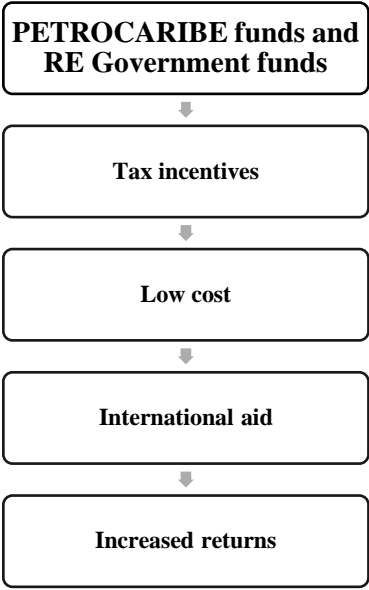 PETROCARIBE funds and
RE Government funds
Tax incentives
Low cost
International aid
Increased returns